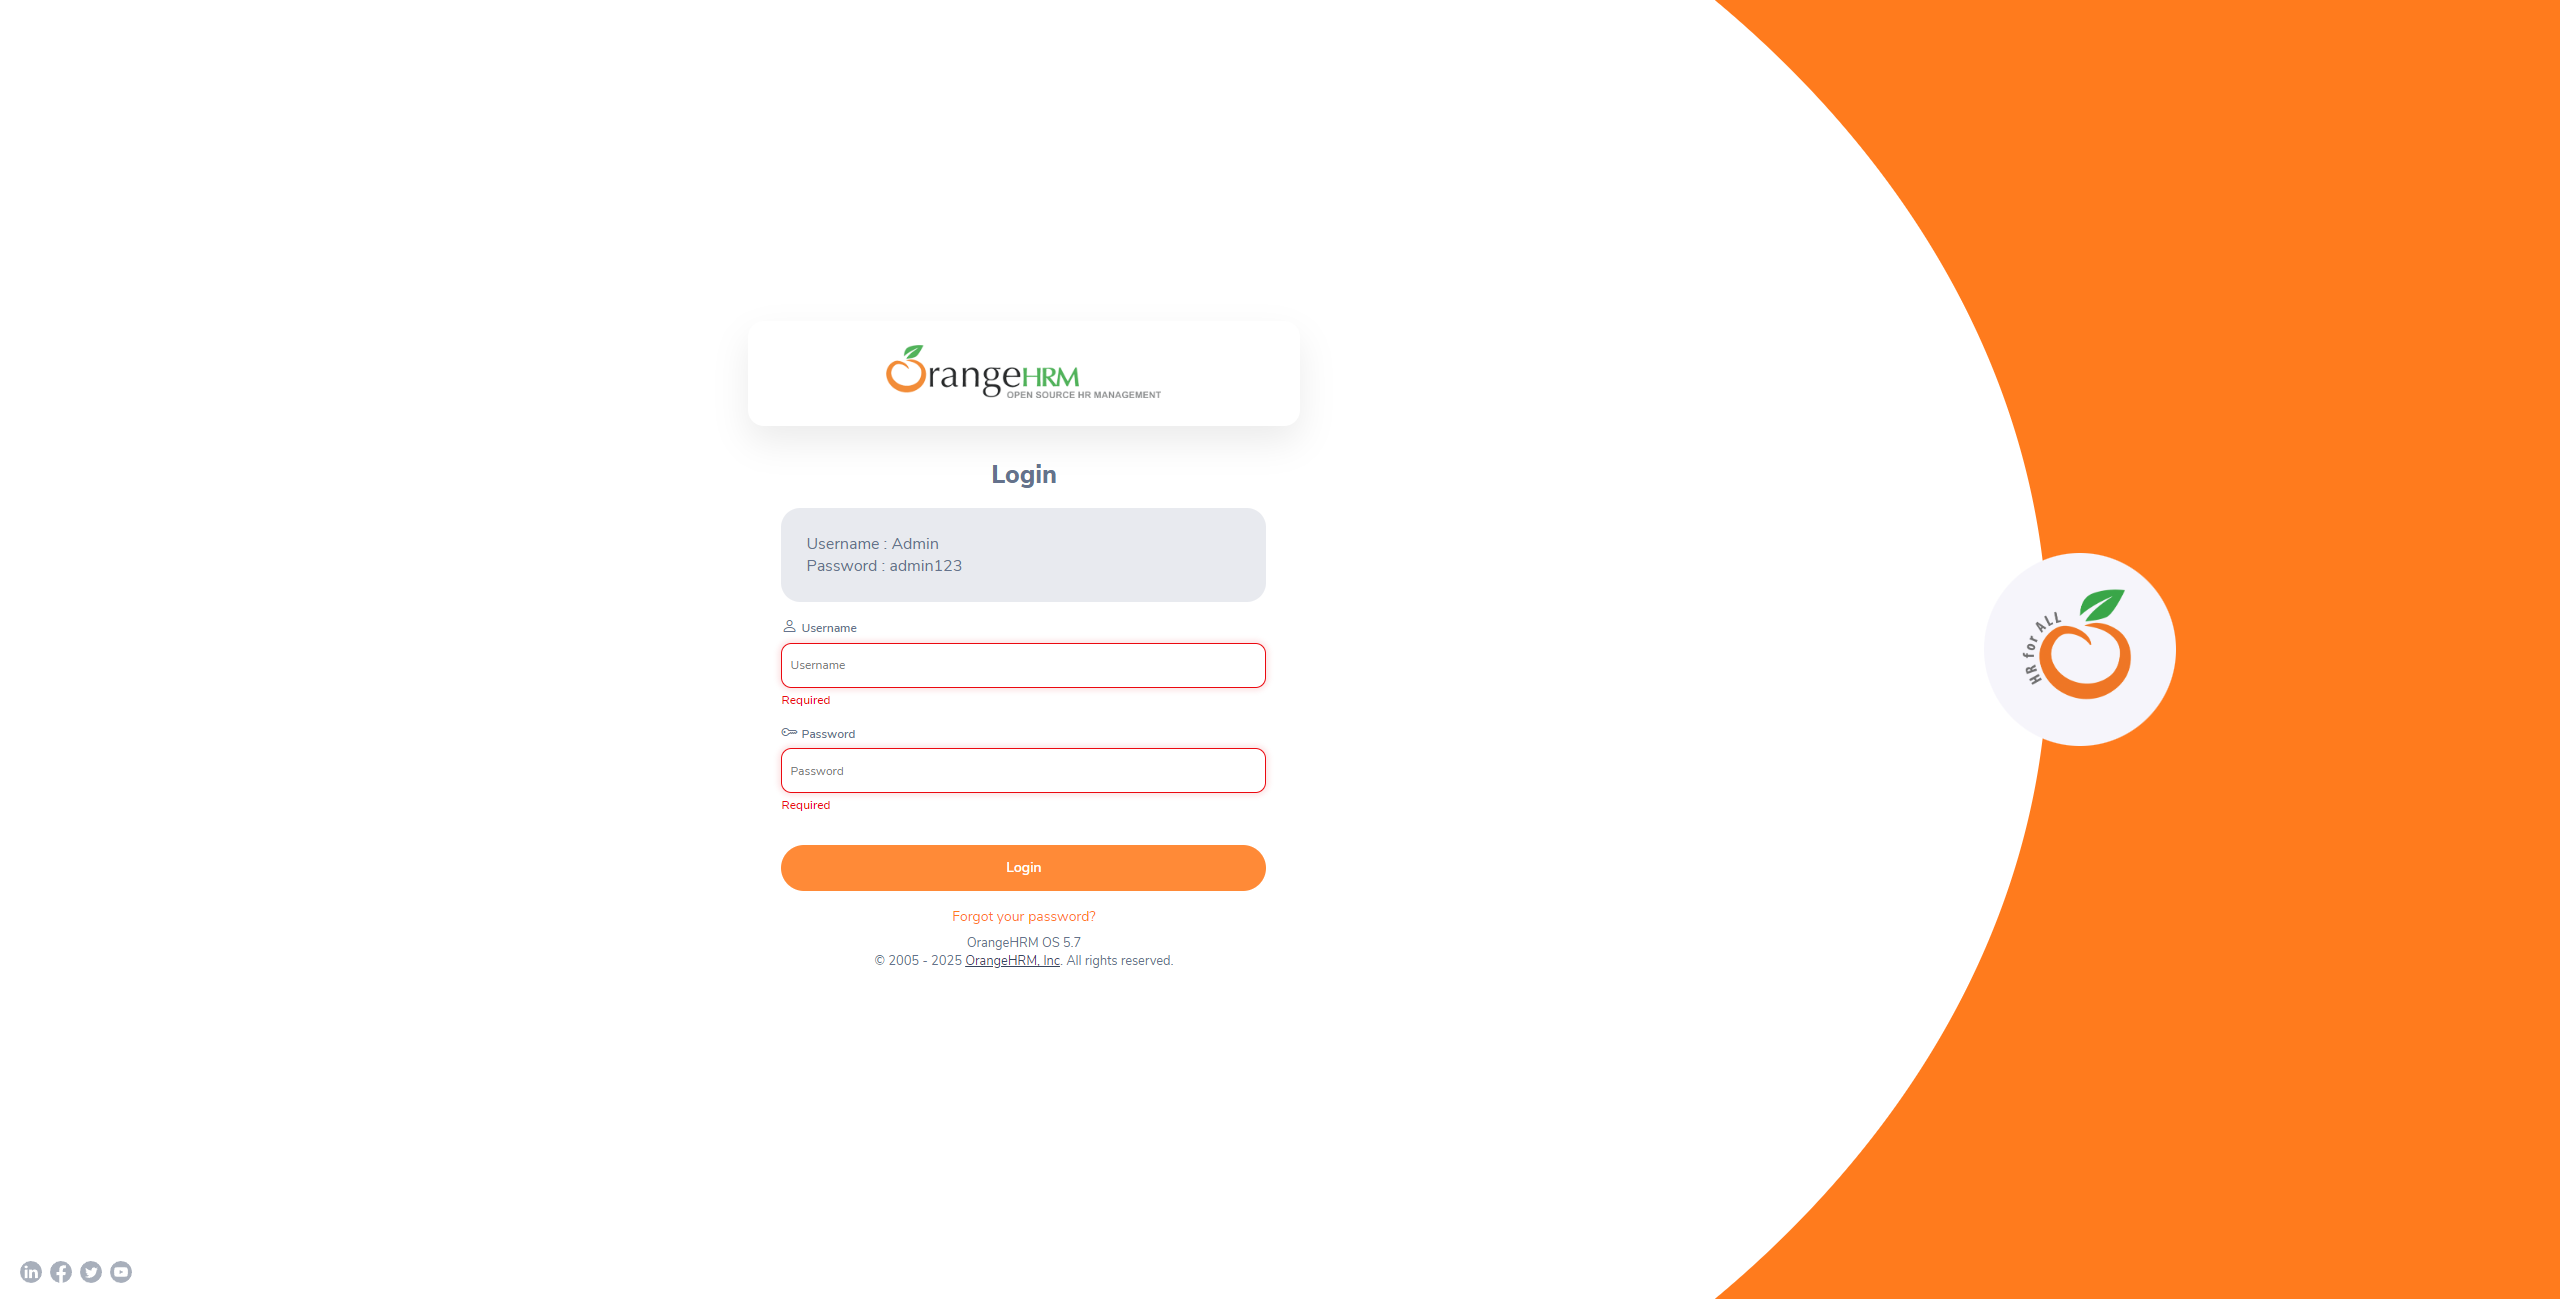 OrangeHRM
OPEN SOURCE HR MANAGEMENT
Login
Username : Admin
Password : admin123
Username
Username
Required
Password
Password
Required
Login
Forgot your password?
OrangeHRM OS 5.7
© 2005 - 2025 OrangeHRM, Inc. All rights reserved.
HR for ALL